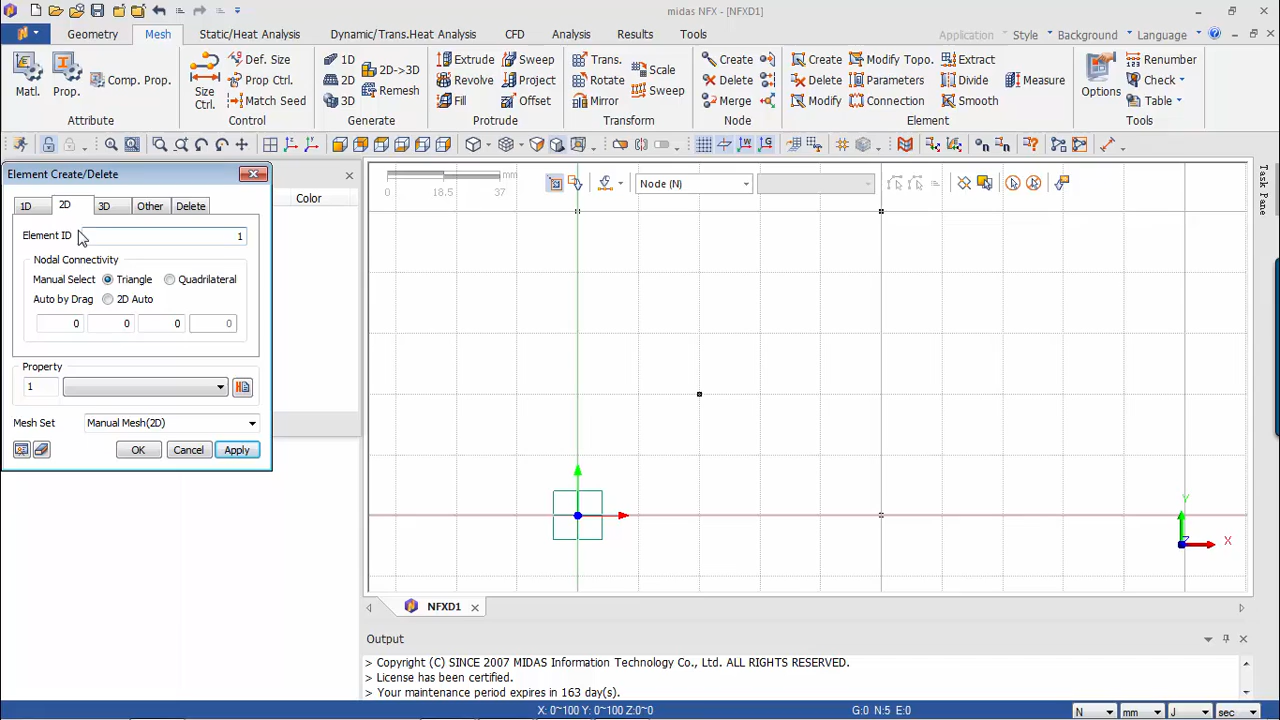 midas NFX - [NFXD1]
Geometry Mesh Static/Heat Analysis Dynamic/Trans.Heat Analysis CFD Analysis Results Tools Application Style Background Language
Matl. Prop. Comp. Prop.
Attribute
Size Ctrl. Def. Size Prop Ctrl. Match Seed
Control
1D 2D 3D 2D->3D Remesh
Generate
Extrude Revolve Fill Sweep Project Offset
Protrude
Trans. Rotate Mirror Scale Sweep
Transform
Create Delete Merge
Node
Create Delete Modify Modify Topo. Parameters Connection Extract Divide Smooth Measure
Element
Options Renumber Check Table
Tools
Element Create/Delete
1D 2D 3D Other Delete
Element ID 1
Nodal Connectivity
Manual Select Triangle Quadrilateral
Auto by Drag 2D Auto
0 0 0 0
Property
1
Mesh Set Manual Mesh(2D)
OK Cancel Apply
Color
mm
0 18.5 37
Node (N)
Task Pane
Y
Z
X
NFXD1
Output
> Copyright (C) SINCE 2007 MIDAS Information Technology Co., Ltd. ALL RIGHTS RESERVED.
> License has been certified.
> Your maintenance period expires in 163 day(s).
X: 0~100 Y: 0~100 Z:0~0 G:0 N:5 E:0 N mm J sec